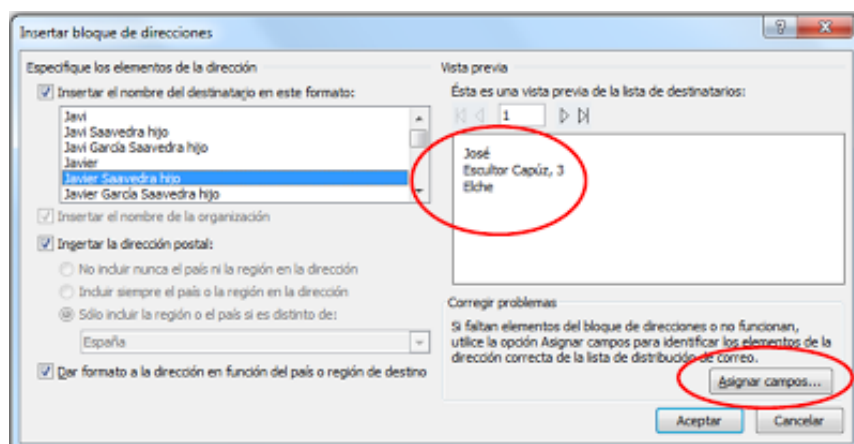 Insertar bloque de direcciones
Especifique los elementos de la dirección
Insertar el nombre del destinatario en este formato:
Javi
Javi Saavedra hijo
Javi García Saavedra hijo
Javier
Javier Saavedra hijo
Javier García Saavedra hijo
Insertar el nombre de la organización
Insertar la dirección postal:
No incluir nunca el país ni la región en la dirección
Incluir siempre el país o la región en la dirección
Sólo incluir la región o el país si es distinto de:
España
Dar formato a la dirección en función del país o región de destino
Vista previa
Ésta es una vista previa de la lista de destinatarios:
1
José
Escultor Capúz, 3
Elche
Corregir problemas
Si faltan elementos del bloque de direcciones o no funcionan,
utilice la opción Asignar campos para identificar los elementos de la
dirección correcta de la lista de distribución de correo.
Asignar campos...
Aceptar
Cancelar